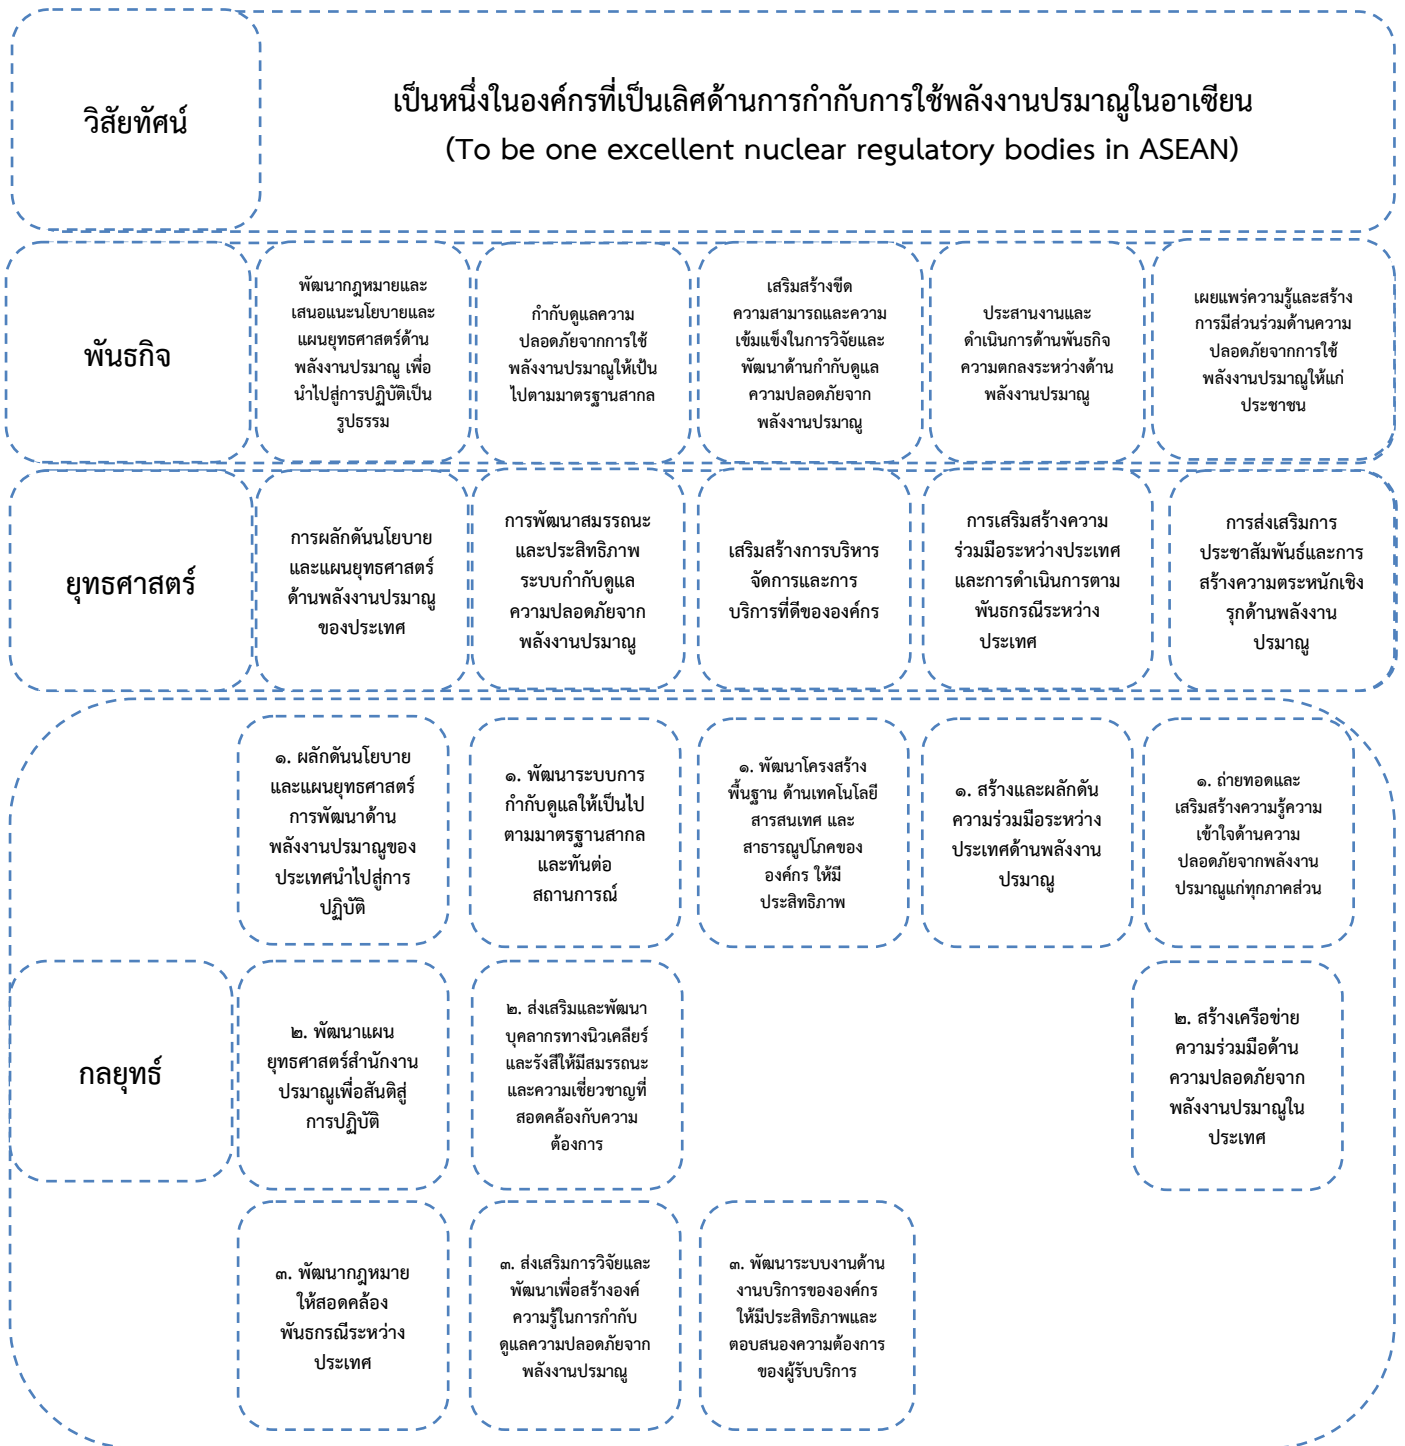 วิสัยทัศน์
เป็นหนึ่งในองค์กรที่เป็นเลิศด้านการกำกับการใช้พลังงานปรมาณูในอาเซียน
(To be one excellent nuclear regulatory bodies in ASEAN)
พันธกิจ
พัฒนากฎหมายและ
เสนอแนะนโยบายและ
แผนยุทธศาสตร์ด้าน
พลังงานปรมาณู เพื่อ
นำไปสู่การปฏิบัติเป็น
รูปธรรม
กำกับดูแลความ
ปลอดภัยจากการใช้
พลังงานปรมาณูให้เป็น
ไปตามมาตรฐานสากล
เสริมสร้างขีด
ความสามารถและความ
เข้มแข็งในการวิจัยและ
พัฒนาด้านกำกับดูแล
ความปลอดภัยจาก
พลังงานปรมาณู
ประสานงานและ
ดำเนินการด้านพันธกิจ
ความตกลงระหว่างด้าน
พลังงานปรมาณู
เผยแพร่ความรู้และสร้าง
การมีส่วนร่วมด้านความ
ปลอดภัยจากการใช้
พลังงานปรมาณูให้แก่
ประชาชน
ยุทธศาสตร์
การผลักดันนโยบาย
และแผนยุทธศาสตร์
ด้านพลังงานปรมาณู
ของประเทศ
การพัฒนาสมรรถนะ
และประสิทธิภาพ
ระบบกำกับดูแล
ความปลอดภัยจาก
พลังงานปรมาณู
เสริมสร้างการบริหาร
จัดการและการ
บริการที่ดีขององค์กร
การเสริมสร้างความ
ร่วมมือระหว่างประเทศ
และการดำเนินการตาม
พันธกรณีระหว่าง
ประเทศ
การส่งเสริมการ
ประชาสัมพันธ์และการ
สร้างความตระหนักเชิง
รุกด้านพลังงาน
ปรมาณู
กลยุทธ์
๑. ผลักดันนโยบาย
และแผนยุทธศาสตร์
การพัฒนาด้าน
พลังงานปรมาณูของ
ประเทศนำไปสู่การ
ปฏิบัติ
๑. พัฒนาระบบการ
กำกับดูแลให้เป็นไป
ตามมาตรฐานสากล
และทันต่อ
สถานการณ์
๑. พัฒนาโครงสร้าง
พื้นฐาน ด้านเทคโนโลยี
สารสนเทศ และ
สาธารณูปโภคของ
องค์กร ให้มี
ประสิทธิภาพ
๑. สร้างและผลักดัน
ความร่วมมือระหว่าง
ประเทศด้านพลังงาน
ปรมาณู
๑. ถ่ายทอดและ
เสริมสร้างความรู้ความ
เข้าใจด้านความ
ปลอดภัยจากพลังงาน
ปรมาณูแก่ทุกภาคส่วน
๒. พัฒนาแผน
ยุทธศาสตร์สำนักงาน
ปรมาณูเพื่อสันติสู่
การปฏิบัติ
๒. ส่งเสริมและพัฒนา
บุคลากรทางนิวเคลียร์
และรังสีให้มีสมรรถนะ
และความเชี่ยวชาญที่
สอดคล้องกับความ
ต้องการ
๒. สร้างเครือข่าย
ความร่วมมือด้าน
ความปลอดภัยจาก
พลังงานปรมาณูใน
ประเทศ
๓. พัฒนากฎหมาย
ให้สอดคล้อง
พันธกรณีระหว่าง
ประเทศ
๓. ส่งเสริมการวิจัยและ
พัฒนาเพื่อสร้างองค์
ความรู้ในการกำกับ
ดูแลความปลอดภัยจาก
พลังงานปรมาณู
๓. พัฒนาระบบงานด้าน
งานบริการขององค์กร
ให้มีประสิทธิภาพและ
ตอบสนองความต้องการ
ของผู้รับบริการ